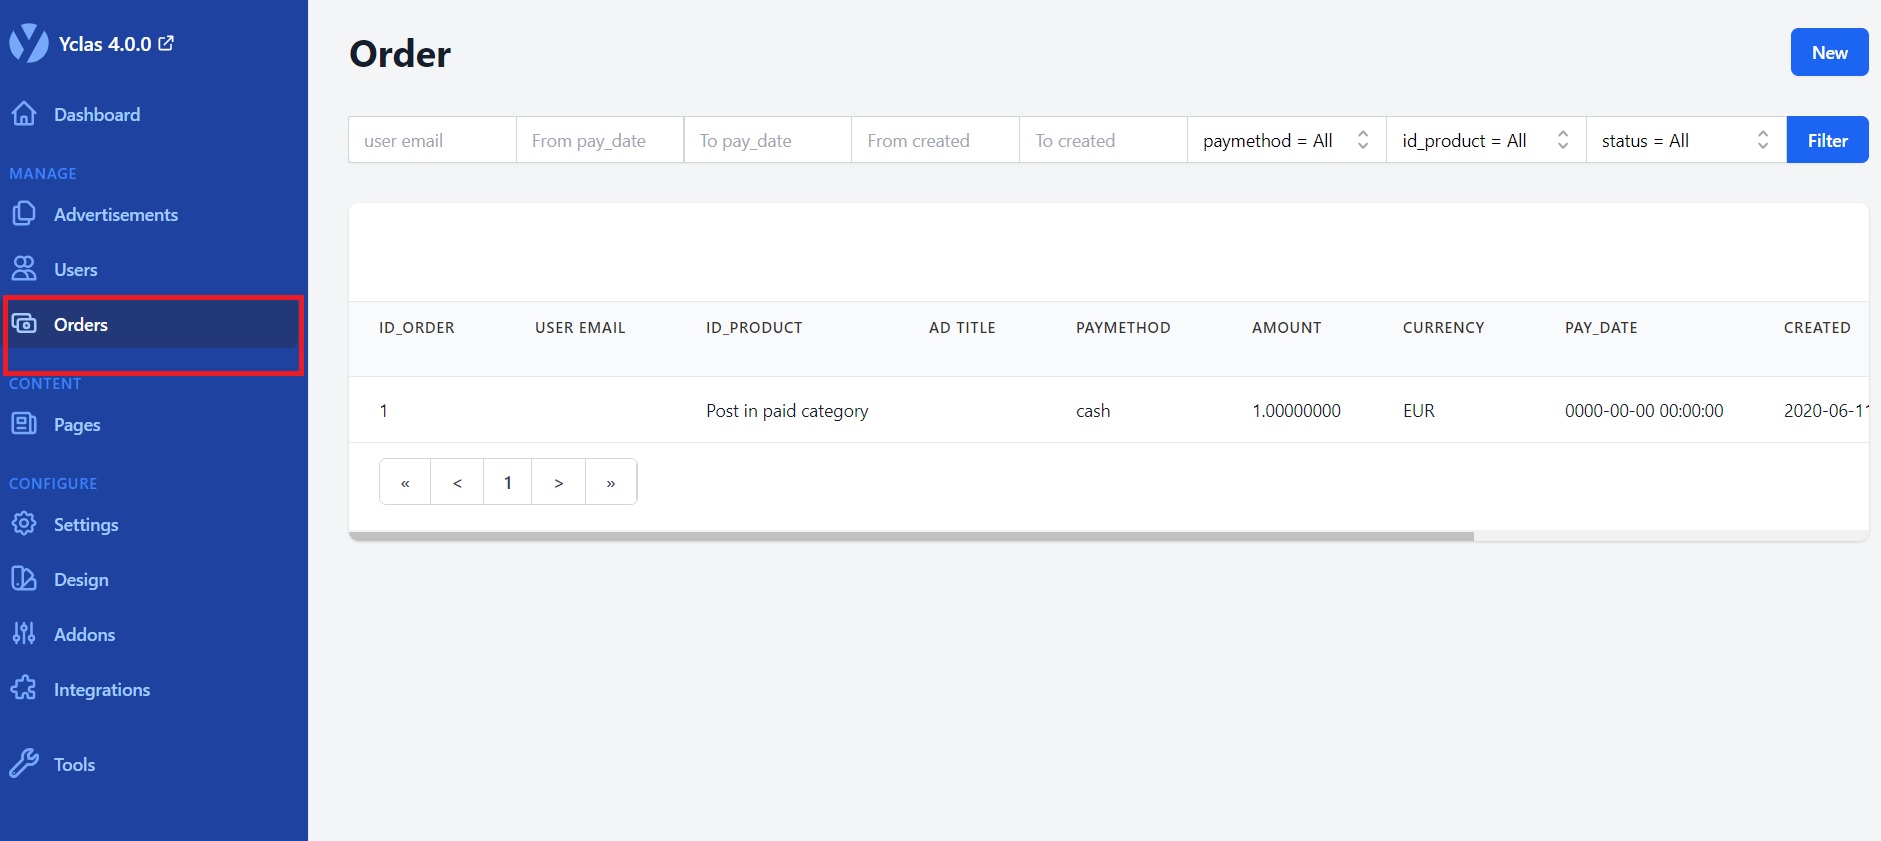 Yclas 4.0.0
Dashboard
MANAGE
Advertisements
Users
Orders
CONTENT
Pages
CONFIGURE
Settings
Design
Addons
Integrations
Tools
Order
New
user email From pay_date To pay_date From created To created paymethod = All id_product = All status = All Filter
ID_ORDER USER EMAIL ID_PRODUCT AD TITLE PAYMETHOD AMOUNT CURRENCY PAY_DATE CREATED
1 Post in paid category cash 1.00000000 EUR 0000-00-00 00:00:00 2020-06-11
« < 1 > »